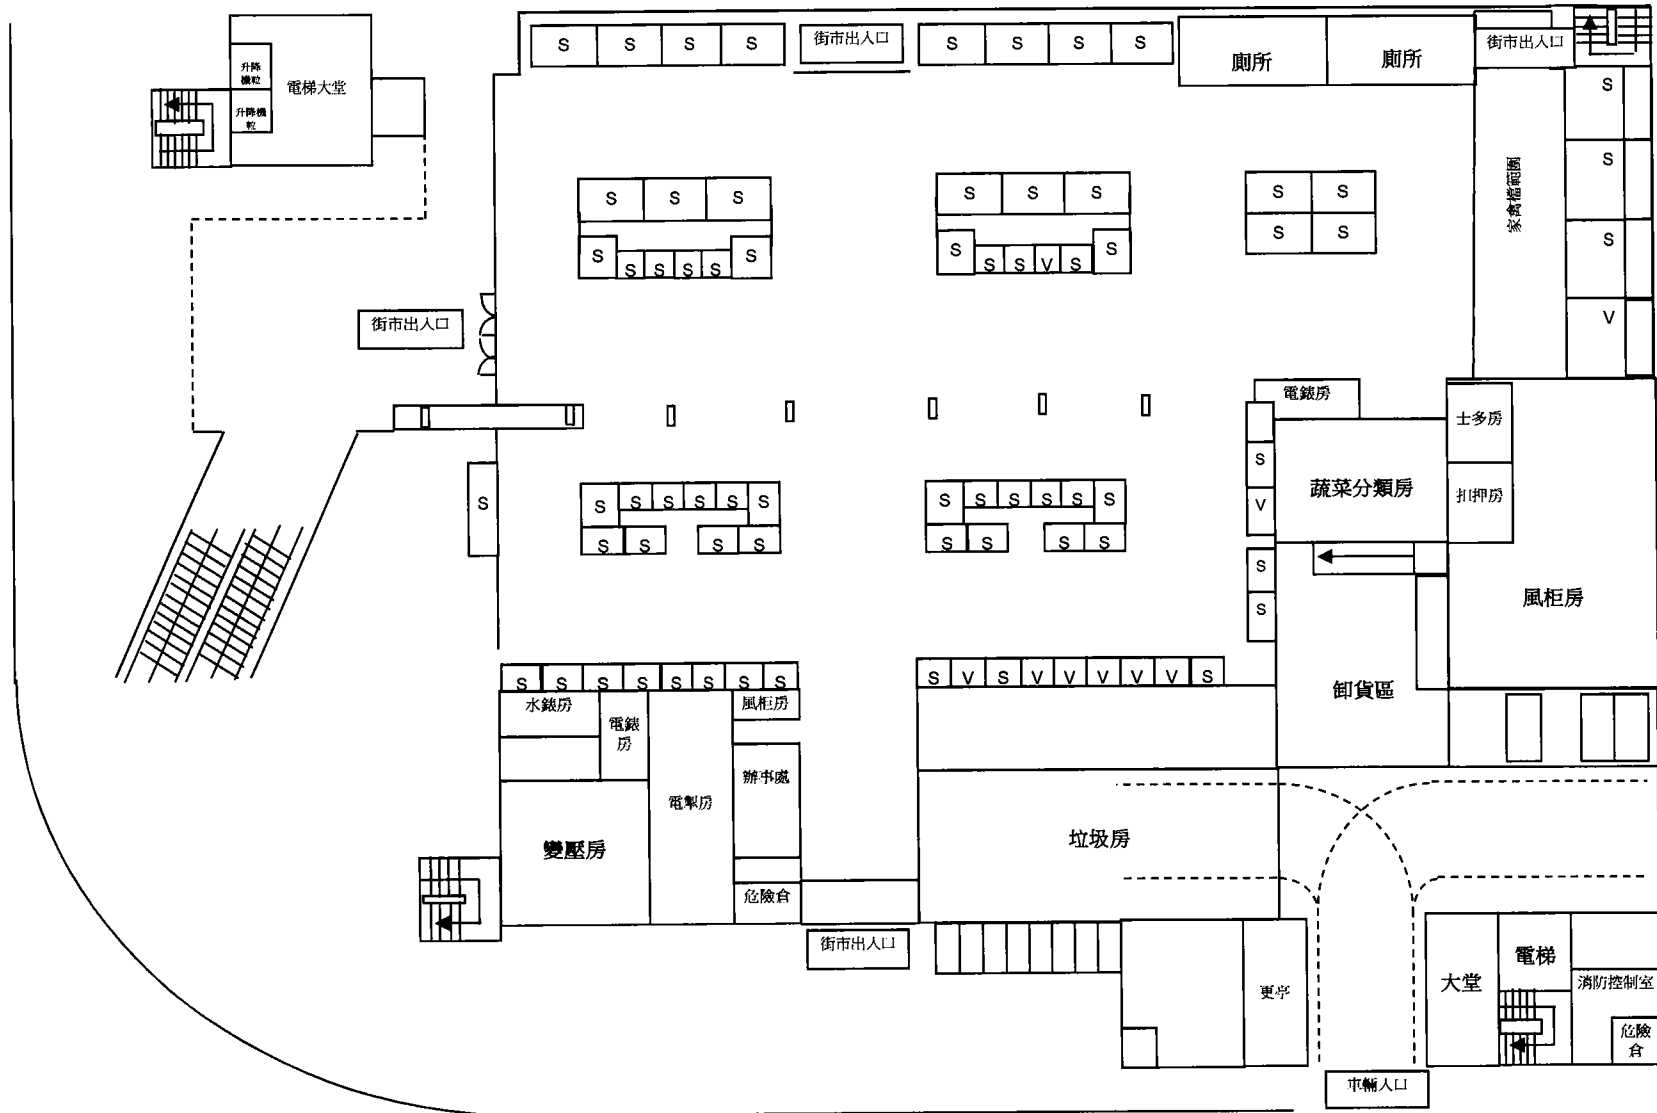 S S S S 街市出入口 S S S S 廁所 廁所 街市出入口
升降
機𨋢
電梯大堂
升降機
𨋢
S
S
S
V
家禽檔範圍
S S S
S S S S S S
S S S
S S S V S S
S S
S S
街市出入口
電錶房
士多房
S
V
蔬菜分類房
扣押房
S
S S S S S S S
S S S S
S S S S S S S
S S S S
S
S
風柜房
S S S S S S S S
S V S V V V V V S
卸貨區
水錶房
電錶
房
風柜房
辦事處
電掣房
變壓房
垃圾房
危險倉
街市出入口
更亭
大堂
電梯
消防控制室
危險
倉
車輛入口